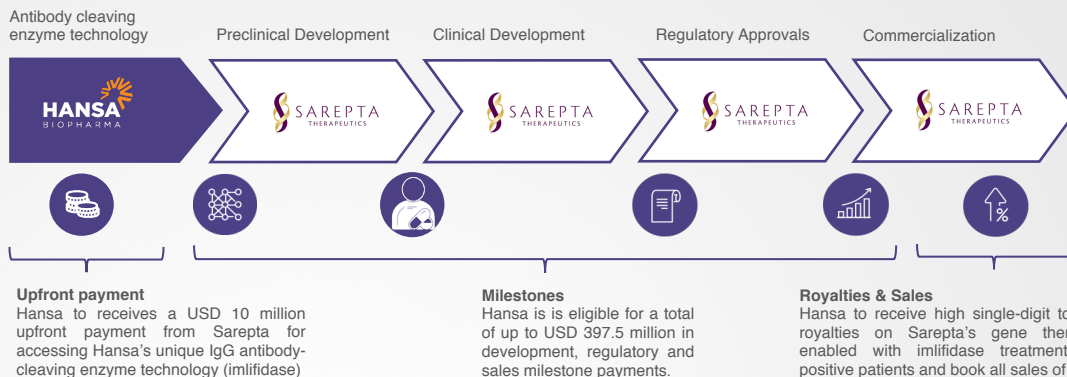 Antibody cleaving
enzyme technology
Preclinical Development
Clinical Development
Regulatory Approvals
Commercialization
HANSA
BIOPHARMA
SAREPTA
THERAPEUTICS
SAREPTA
THERAPEUTICS
SAREPTA
THERAPEUTICS
SAREPTA
THERAPEUTICS
%
Upfront payment
Hansa to receives a USD 10 million
upfront payment from Sarepta for
accessing Hansa's unique IgG antibody-
cleaving enzyme technology (imlifidase)
Milestones
Hansa is is eligible for a total
of up to USD 397.5 million in
development, regulatory and
sales milestone payments.
Royalties & Sales
Hansa to receive high single-digit to
royalties on Sarepta's gene
enabled with imlifidase treatment
positive patients and book all sales of